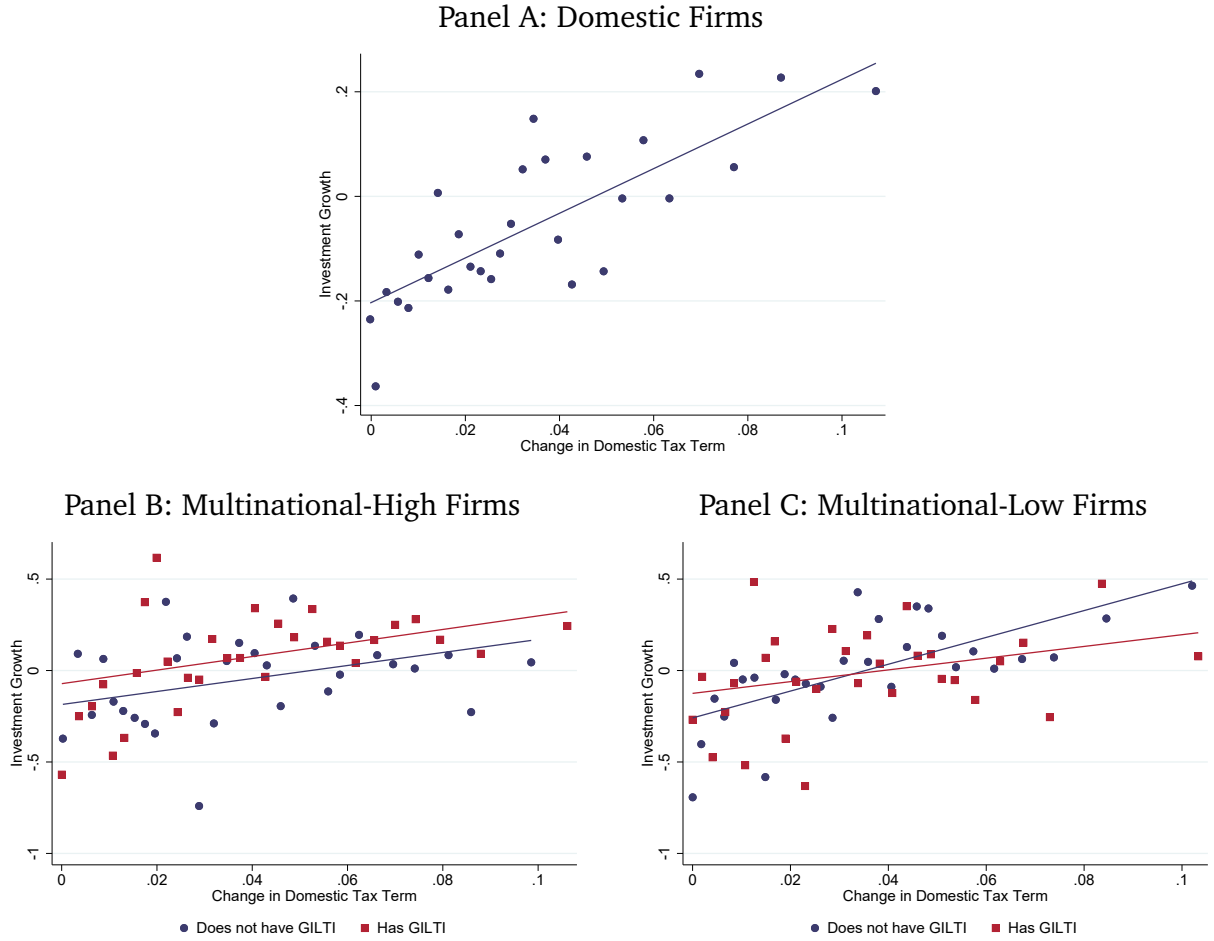 Panel A: Domestic Firms
Investment Growth
.2
0
-.2
-.4
0 .02 .04 .06 .08 .1
Change in Domestic Tax Term
Panel B: Multinational-High Firms
Investment Growth
.5
0
-.5
-1
0 .02 .04 .06 .08 .1
Change in Domestic Tax Term
Does not have GILTI Has GILTI
Panel C: Multinational-Low Firms
Investment Growth
.5
0
-.5
-1
0 .02 .04 .06 .08 .1
Change in Domestic Tax Term
Does not have GILTI Has GILTI